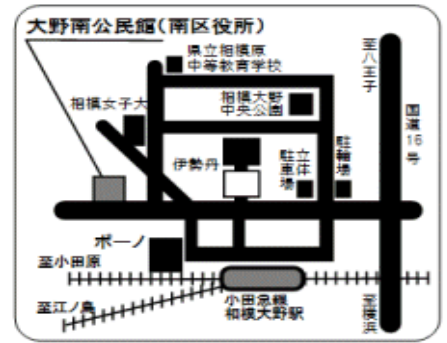 大野南公民館(南区役所)
県立相模原
中等教育学校
至八王子
相模女子大
相模大野
中央公園
国道16号
伊勢丹
立体
駐車場
駐輪場
ボーノ
至小田原
至江ノ島
小田急線
相模大野駅
至横浜